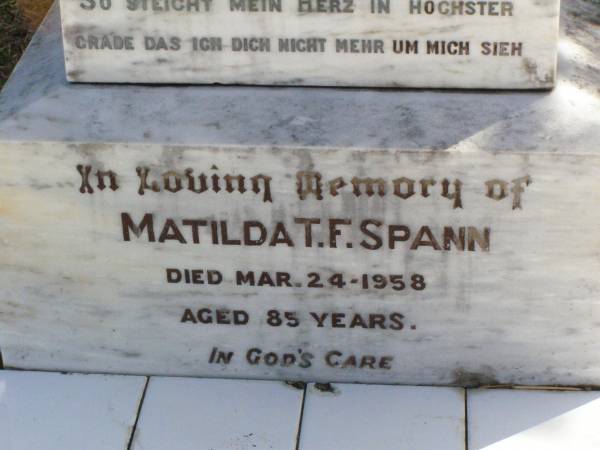 SO STEICHT MEIN HERZ IN HOCHSTER
GRADE DAS ICH DICH NICHT MEHR UM MICH SIEH
In Loving Memory of
MATILDA T.F. SPANN
DIED MAR. 24-1958
AGED 85 YEARS.
IN GOD'S CARE